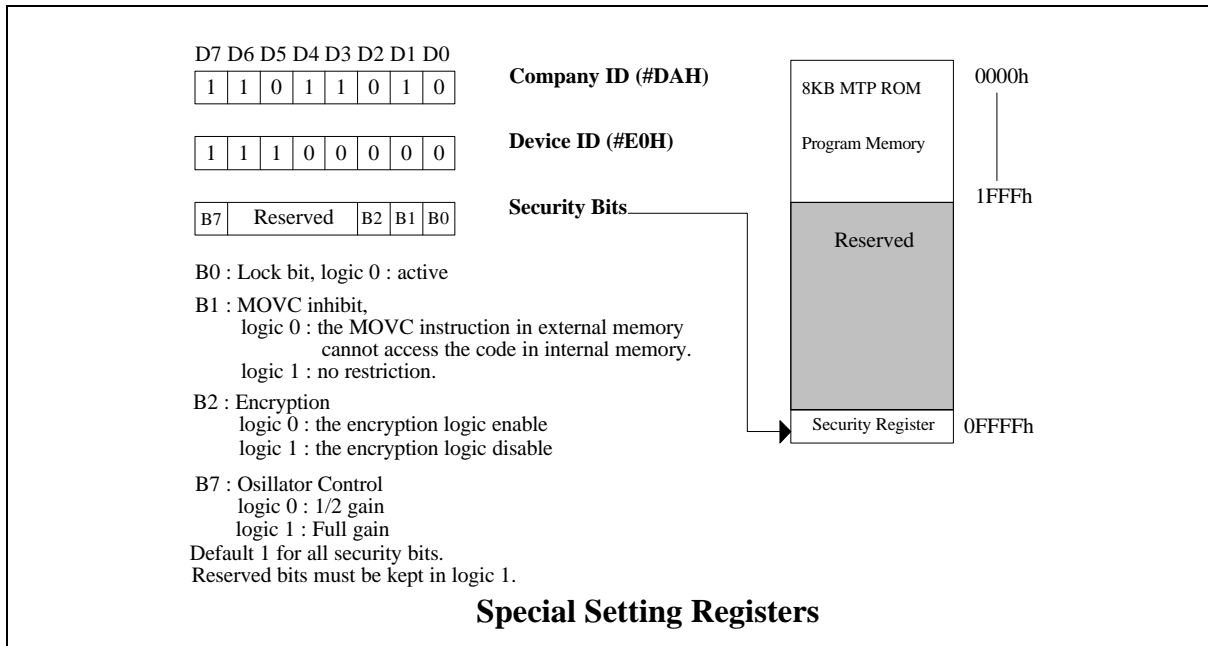 D7 D6 D5 D4 D3 D2 D1 D0
1 1 0 1 1 0 1 0
Company ID (#DAH)
1 1 1 0 0 0 0 0
Device ID (#E0H)
B7 Reserved B2 B1 B0
Security Bits
B0 : Lock bit, logic 0 : active
B1 : MOVC inhibit,
logic 0 : the MOVC instruction in external memory
cannot access the code in internal memory.
logic 1 : no restriction.
B2 : Encryption
logic 0 : the encryption logic enable
logic 1 : the encryption logic disable
B7 : Osillator Control
logic 0 : 1/2 gain
logic 1 : Full gain
Default 1 for all security bits.
Reserved bits must be kept in logic 1.
8KB MTP ROM
Program Memory
0000h
1FFFh
Reserved
Security Register
0FFFFh
Special Setting Registers